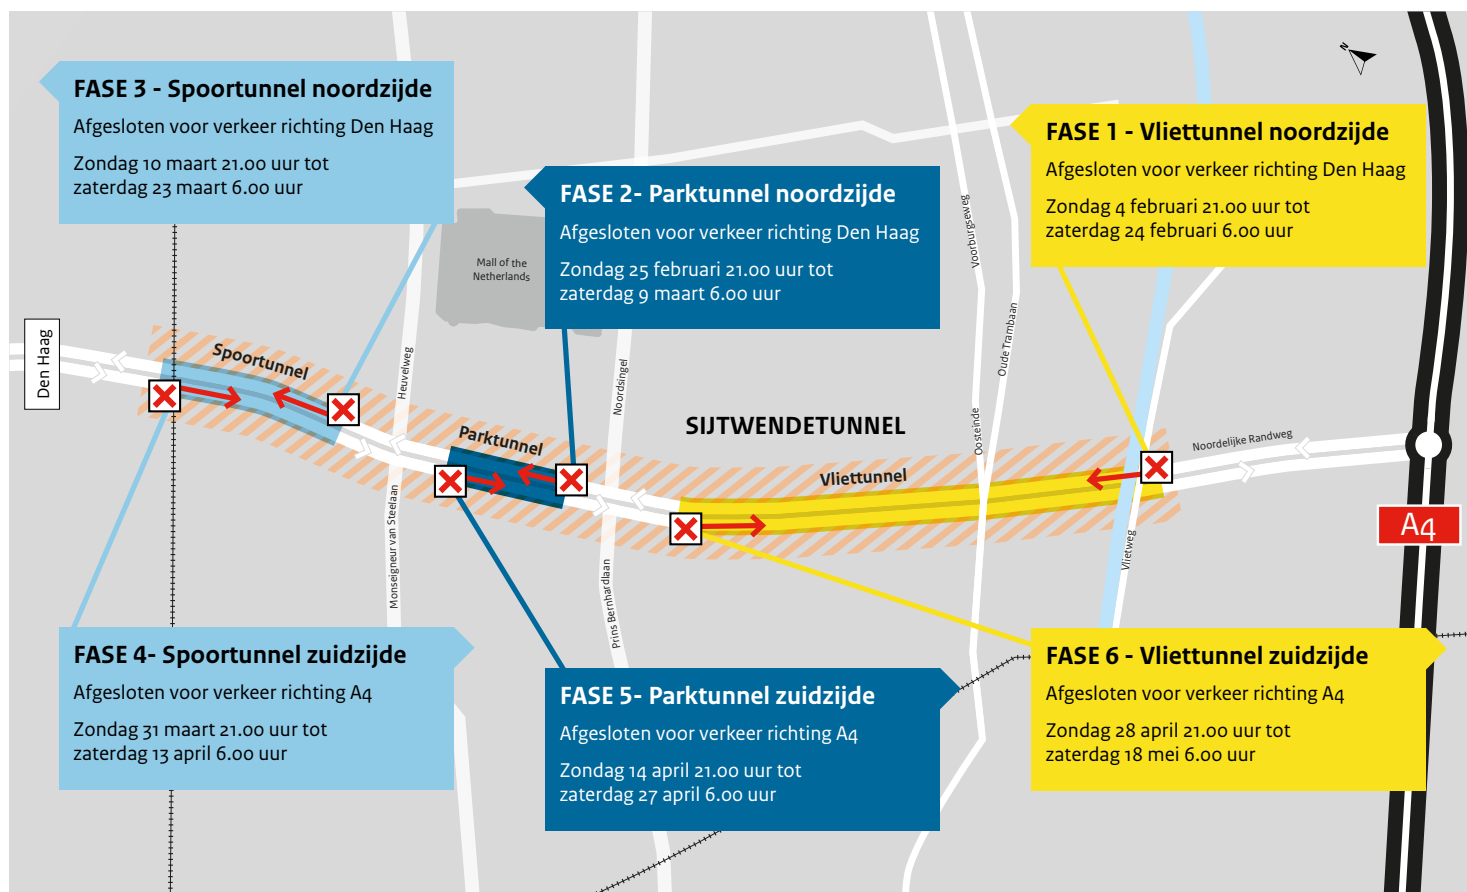 FASE 3 - Spoortunnel noordzijde
Afgesloten voor verkeer richting Den Haag
Zondag 10 maart 21.00 uur tot
zaterdag 23 maart 6.00 uur
FASE 2- Parktunnel noordzijde
Afgesloten voor verkeer richting Den Haag
Zondag 25 februari 21.00 uur tot
zaterdag 9 maart 6.00 uur
FASE 1 - Vliettunnel noordzijde
Afgesloten voor verkeer richting Den Haag
Zondag 4 februari 21.00 uur tot
zaterdag 24 februari 6.00 uur
N
Mall of the
Netherlands
Voorburgseweg
Oude Trambaan
Den Haag
Spoortunnel
Heuvelweg
Noordsingel
Parktunnel
SIJTWENDETUNNEL
Oosteinde
Vliettunnel
Noordelijke Randweg
A4
Monseigneur van Steelaan
Prins Bernhardlaan
Vlietweg
FASE 4- Spoortunnel zuidzijde
Afgesloten voor verkeer richting A4
Zondag 31 maart 21.00 uur tot
zaterdag 13 april 6.00 uur
FASE 5- Parktunnel zuidzijde
Afgesloten voor verkeer richting A4
Zondag 14 april 21.00 uur tot
zaterdag 27 april 6.00 uur
FASE 6 - Vliettunnel zuidzijde
Afgesloten voor verkeer richting A4
Zondag 28 april 21.00 uur tot
zaterdag 18 mei 6.00 uur